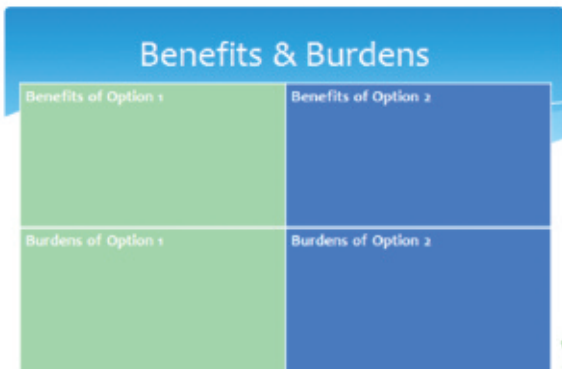 Benefits & Burdens
Benefits of Option 1
Benefits of Option 2
Burdens of Option 1
Burdens of Option 2